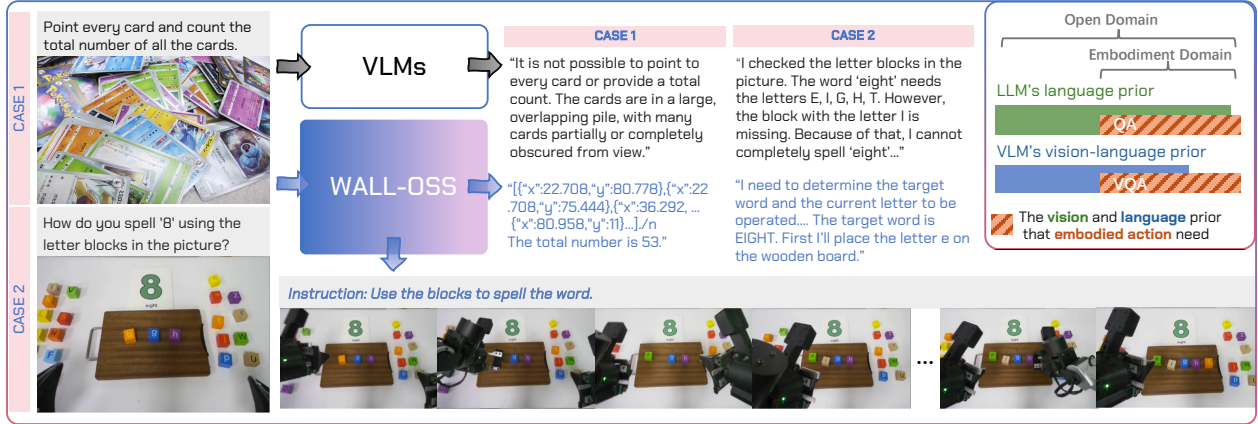 Point every card and count the
total number of all the cards.
CASE 1
VLMs
WALL-OSS
CASE 1
“It is not possible to point to
every card or provide a total
count. The cards are in a large,
overlapping pile, with many
cards partially or completely
obscured from view.”
“[{“x”:22.708,“y”:80.778},{“x”:22
.708,“y”:75.444},{“x”:36.292, ...
{“x”:80.958,“y”:11}...]./n
The total number is 53.”
CASE 2
“I checked the letter blocks in the
picture. The word ‘eight’ needs
the letters E, I, G, H, T. However,
the block with the letter I is
missing. Because of that, I cannot
completely spell ‘eight’...”
“I need to determine the target
word and the current letter to be
operated.... The target word is
EIGHT. First I’ll place the letter e on
the wooden board.”
Open Domain
Embodiment Domain
LLM’s language prior
QA
VLM’s vision-language prior
VQA
The vision and language prior
that embodied action need
CASE 2
How do you spell '8' using the
letter blocks in the picture?
8
eight
g h
Instruction: Use the blocks to spell the word.
8
8
8
8
...
8
8